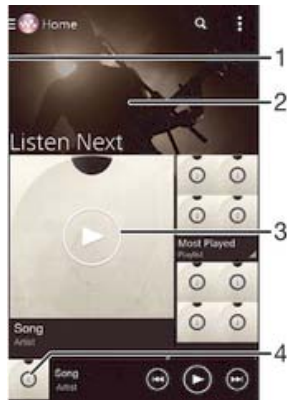 Home
1
2
Listen Next
Most Played
Playlist
3
Song
Artist
4
Song
Artist